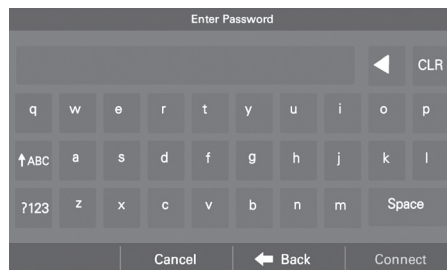 Enter Password
CLR
q w e r t y u i o p
ABC a s d f g h j k l
?123 z x c v b n m Space
Cancel Back Connect